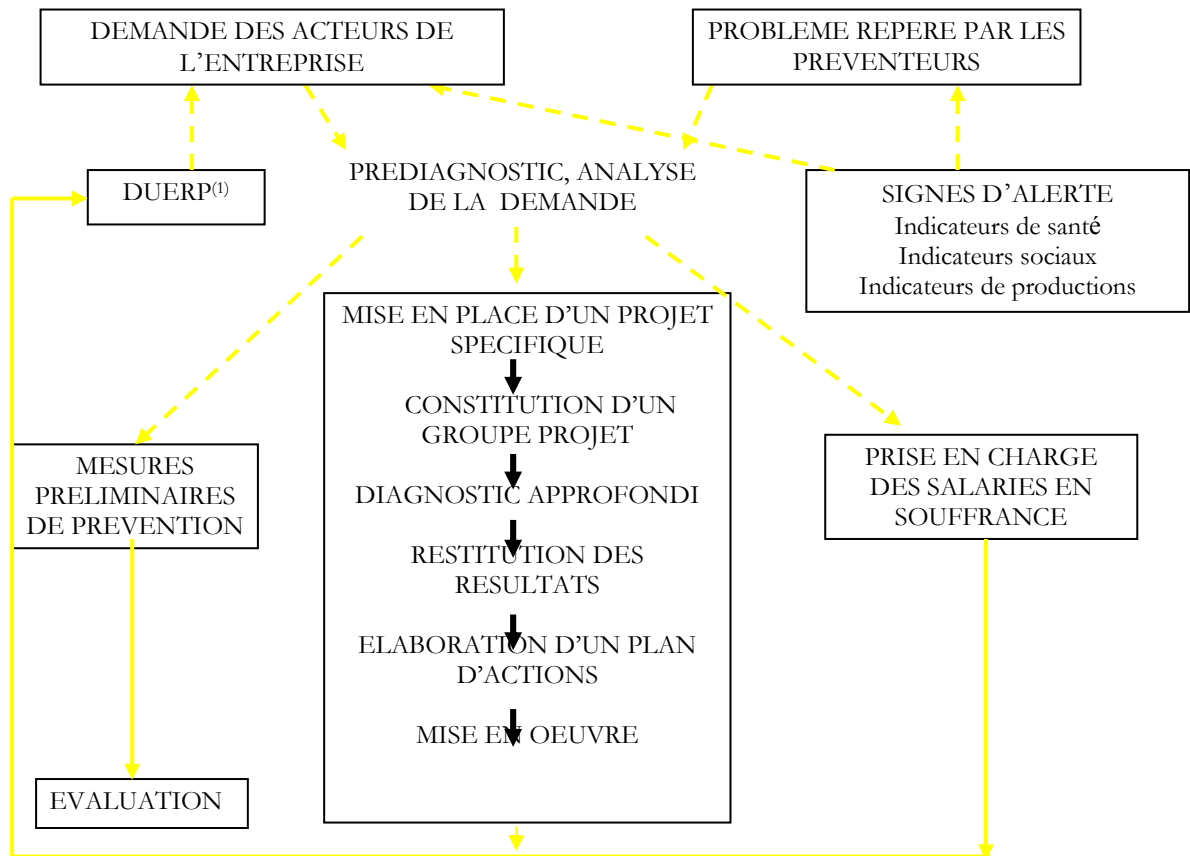 DEMANDE DES ACTEURS DE
L'ENTREPRISE
PROBLEME REPERE PAR LES
PREVENTEURS
DUERP(1)
PREDIAGNOSTIC, ANALYSE
DE LA DEMANDE
SIGNES D'ALERTE
Indicateurs de santé
Indicateurs sociaux
Indicateurs de productions
MISE EN PLACE D'UN PROJET
SPECIFIQUE
CONSTITUTION D'UN
GROUPE PROJET
DIAGNOSTIC APPROFONDI
RESTITUTION DES
RESULTATS
ELABORATION D'UN PLAN
D'ACTIONS
MISE EN OEUVRE
MESURES
PRELIMINAIRES
DE PREVENTION
PRISE EN CHARGE
DES SALARIES EN
SOUFFRANCE
EVALUATION